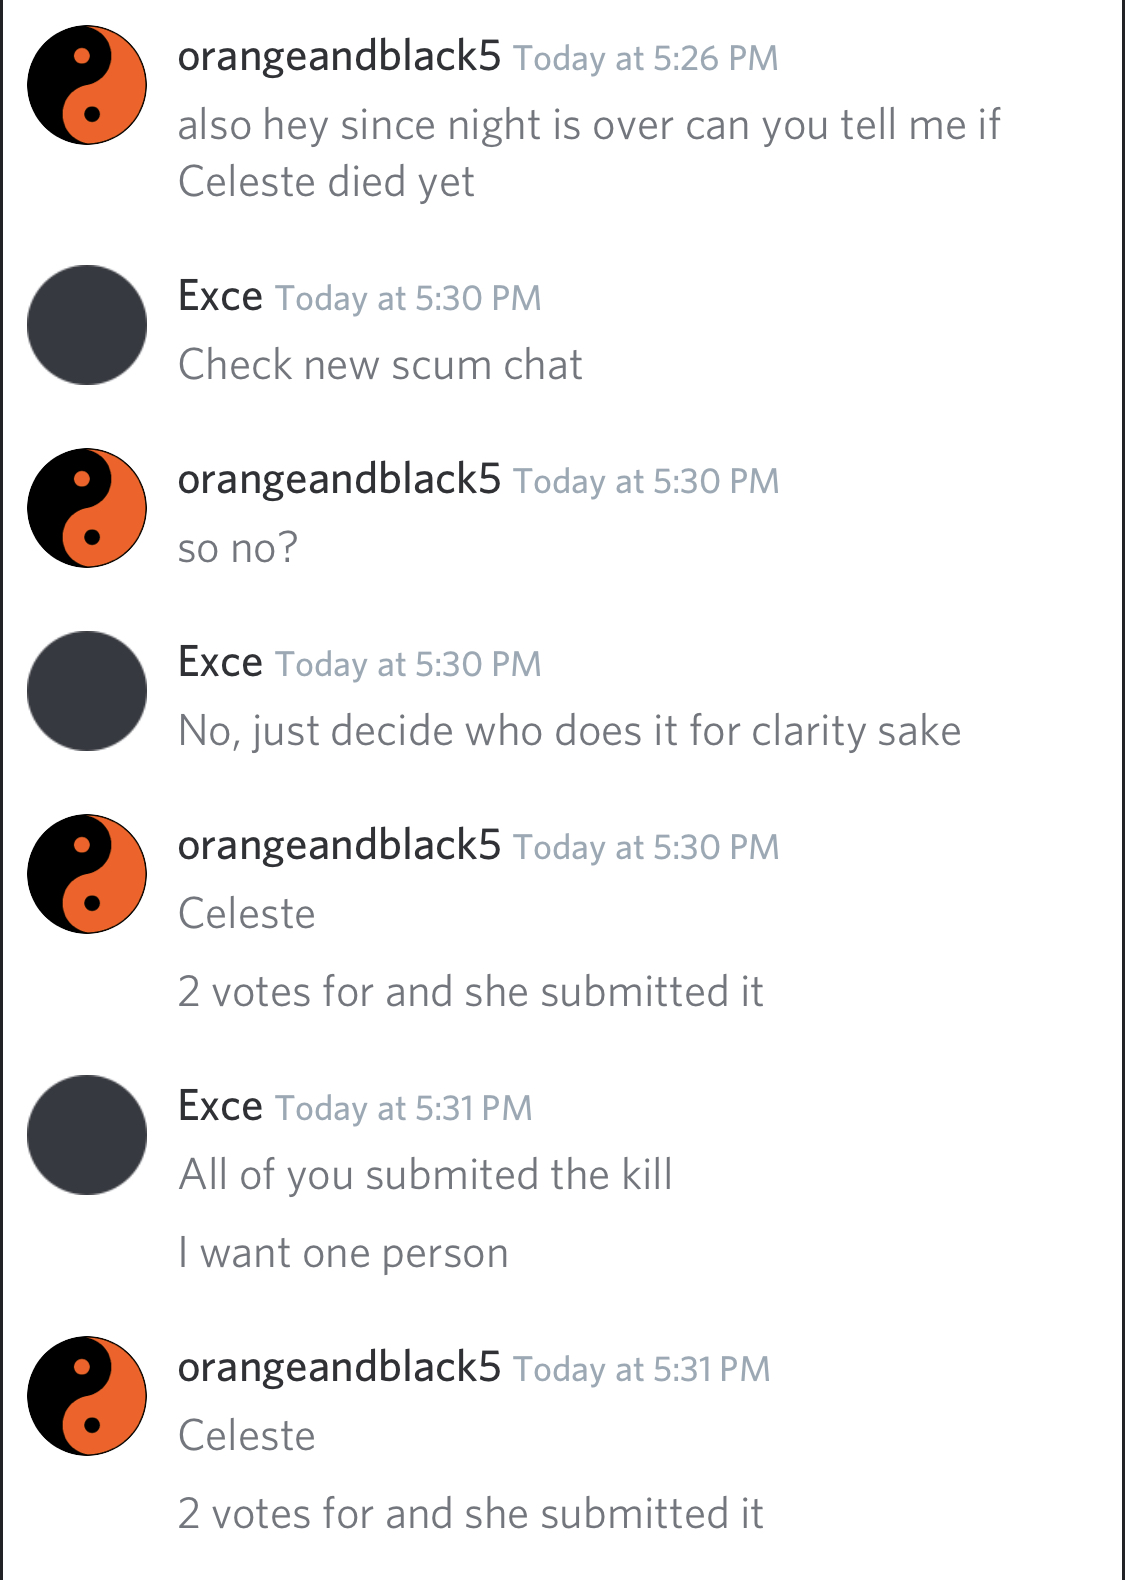 orangeandblack5 Today at 5:26 PM
also hey since night is over can you tell me if
Celeste died yet
Exce Today at 5:30 PM
Check new scum chat
orangeandblack5 Today at 5:30 PM
so no?
Exce Today at 5:30 PM
No, just decide who does it for clarity sake
orangeandblack5 Today at 5:30 PM
Celeste
2 votes for and she submitted it
Exce Today at 5:31 PM
All of you submited the kill
I want one person
orangeandblack5 Today at 5:31 PM
Celeste
2 votes for and she submitted it